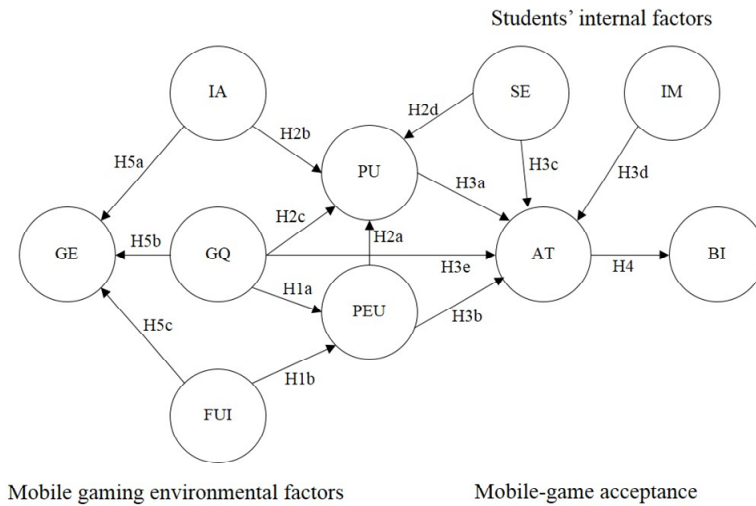 Students' internal factors
IA
SE
IM
H2d
H2b
H5a
PU
H3c
H3a
H3d
H2c
H5b
H2a
GE
GQ
AT
BI
H3e
H4
H1a
PEU
H3b
H5c
H1b
FUI
Mobile gaming environmental factors
Mobile-game acceptance